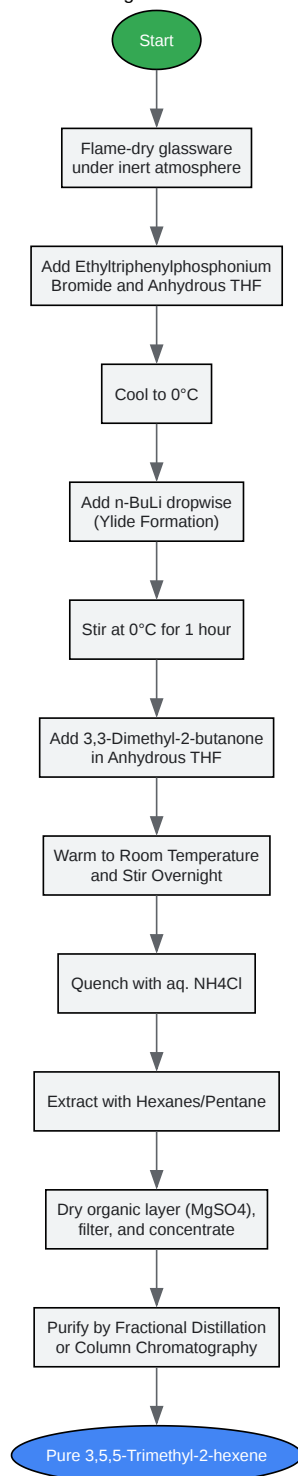 Start
Flame-dry glassware
under inert atmosphere
Add Ethyltriphenylphosphonium
Bromide and Anhydrous THF
Cool to 0°C
Add n-BuLi dropwise
(Ylide Formation)
Stir at 0°C for 1 hour
Add 3,3-Dimethyl-2-butanone
in Anhydrous THF
Warm to Room Temperature
and Stir Overnight
Quench with aq. NH4Cl
Extract with Hexanes/Pentane
Dry organic layer (MgSO4),
filter, and concentrate
Purify by Fractional Distillation
or Column Chromatography
Pure 3,5,5-Trimethyl-2-hexene